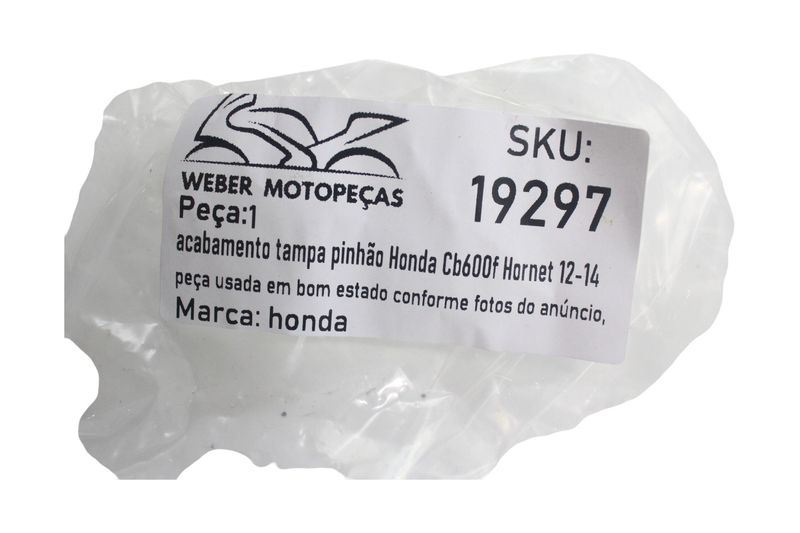 SKU:
19297
WEBER MOTOPEÇAS
Peça:1
acabamento tampa pinhão Honda Cb600f Hornet 12-14
peça usada em bom estado conforme fotos do anúncio,
Marca: honda